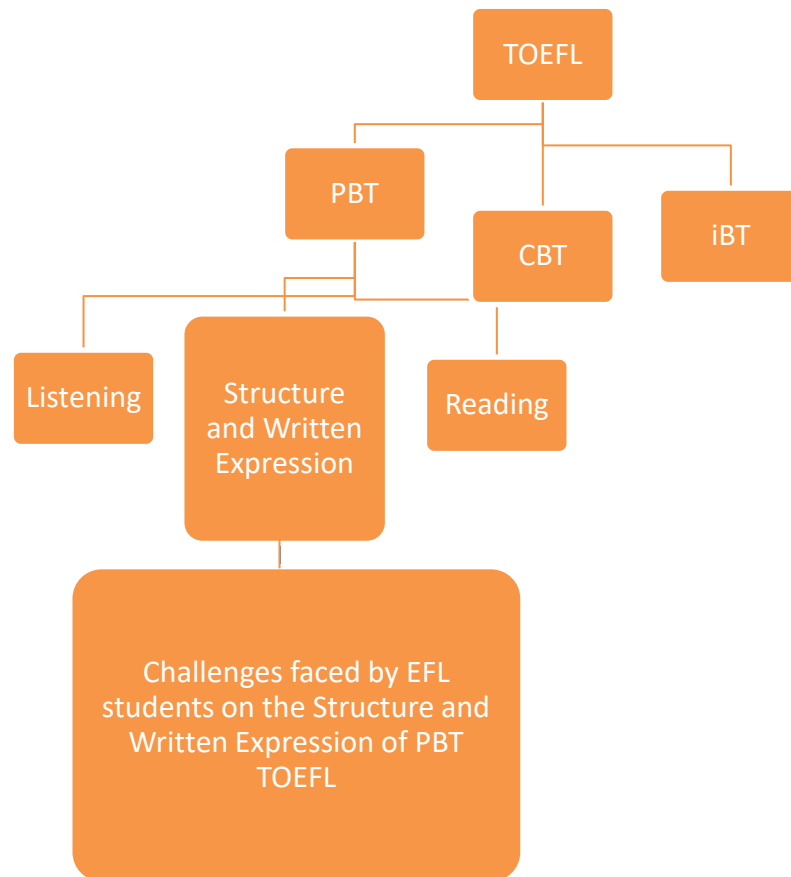 TOEFL
PBT
CBT
iBT
Listening
Structure
and Written
Expression
Reading
Challenges faced by EFL
students on the Structure and
Written Expression of PBT
TOEFL